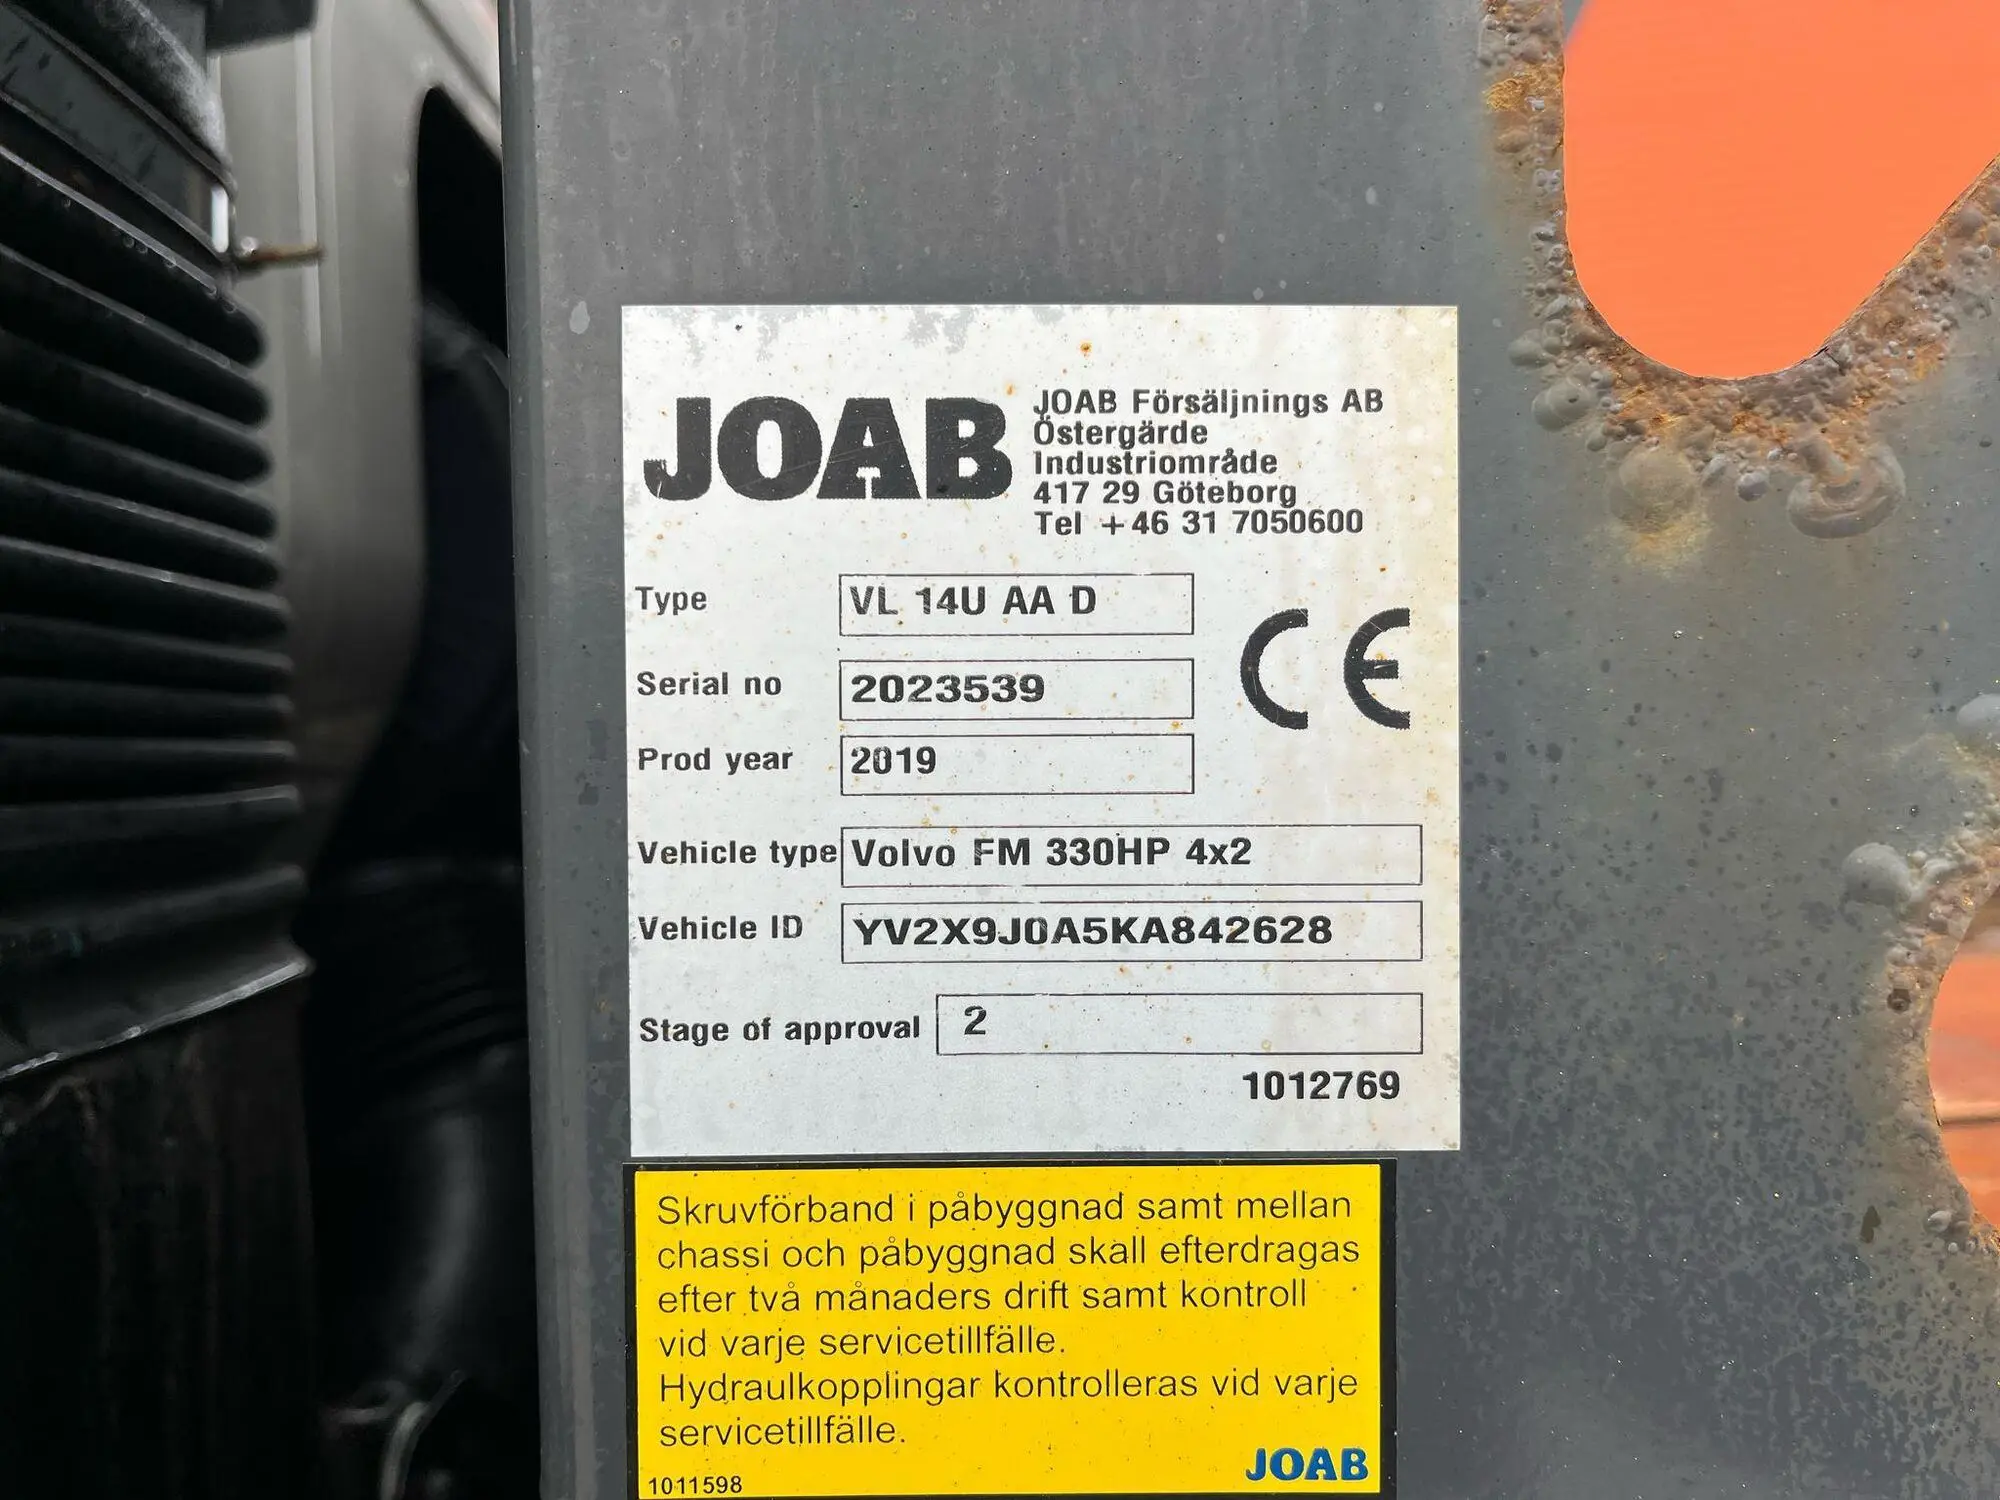 JOAB
JOAB Försäljnings AB
Östergärde
Industriområde
417 29 Göteborg
Tel +46 31 7050600
Type VL 14U AA D
CE
Serial no 2023539
Prod year 2019
Vehicle type Volvo FM 330HP 4x2
Vehicle ID YV2X9J0A5KA842628
Stage of approval 2
1012769
Skruvförband i påbyggnad samt mellan
chassi och påbyggnad skall efterdragas
efter två månaders drift samt kontroll
vid varje servicetillfälle.
Hydraulkopplingar kontrolleras vid varje
servicetillfälle.
JOAB
1011598